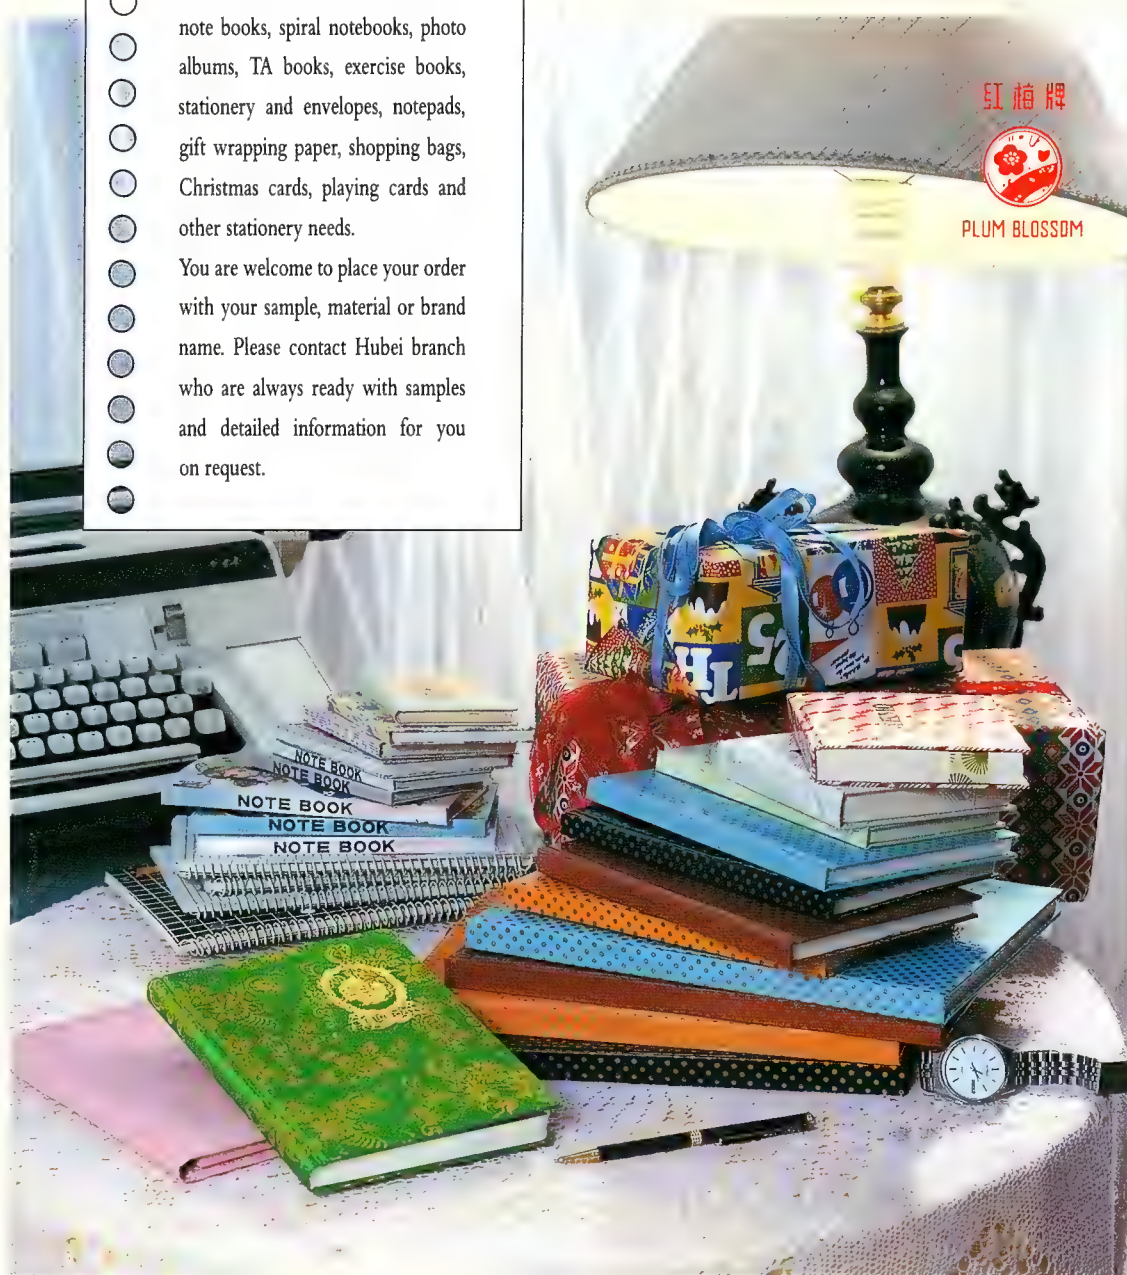 note books, spiral notebooks, photo
albums, TA books, exercise books,
stationery and envelopes, notepads,
gift wrapping paper, shopping bags,
Christmas cards, playing cards and
other stationery needs.
You are welcome to place your order
with your sample, material or brand
name. Please contact Hubei branch
who are always ready with samples
and detailed information for you
on request.
红梅牌
PLUM BLOSSOM
NOTE BOOK
NOTE BOOK
NOTE BOOK
NOTE BOOK
NOTE BOOK